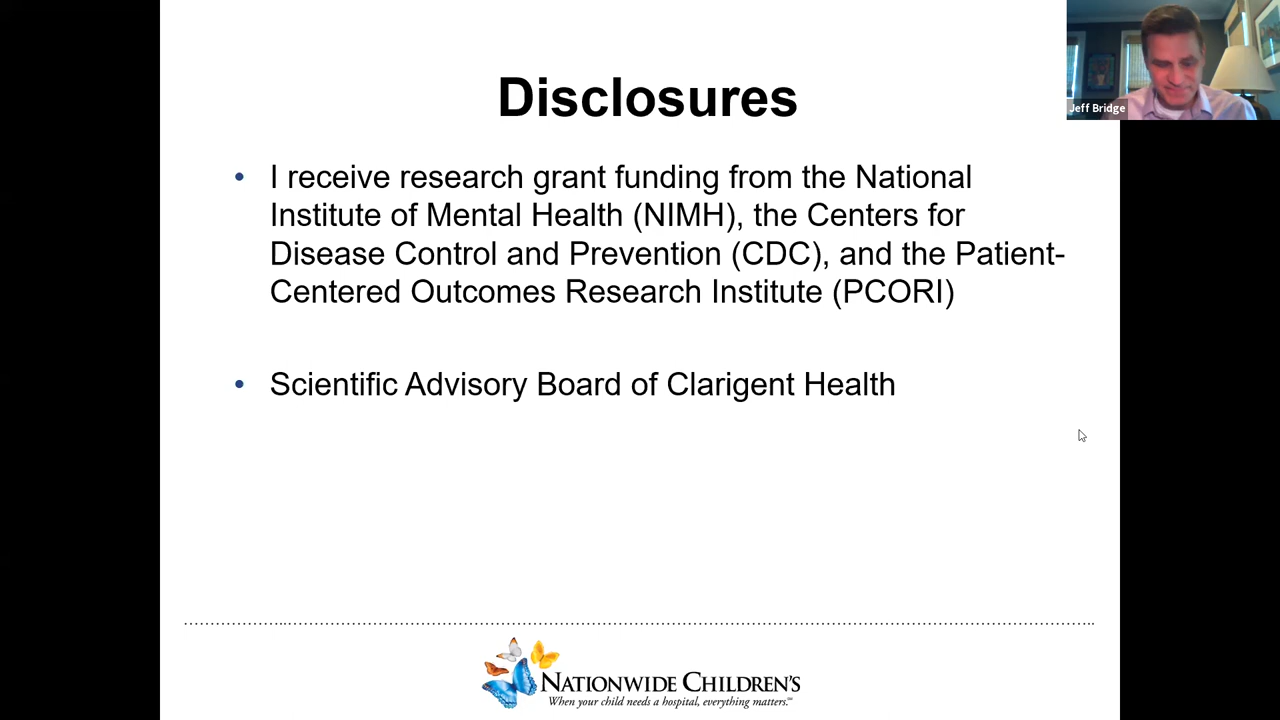 Disclosures
• I receive research grant funding from the National
Institute of Mental Health (NIMH), the Centers for
Disease Control and Prevention (CDC), and the Patient-
Centered Outcomes Research Institute (PCORI)
• Scientific Advisory Board of Clarigent Health
Jeff Bridge
NATIONWIDE CHILDREN'S
When your child needs a hospital, everything matters.℠